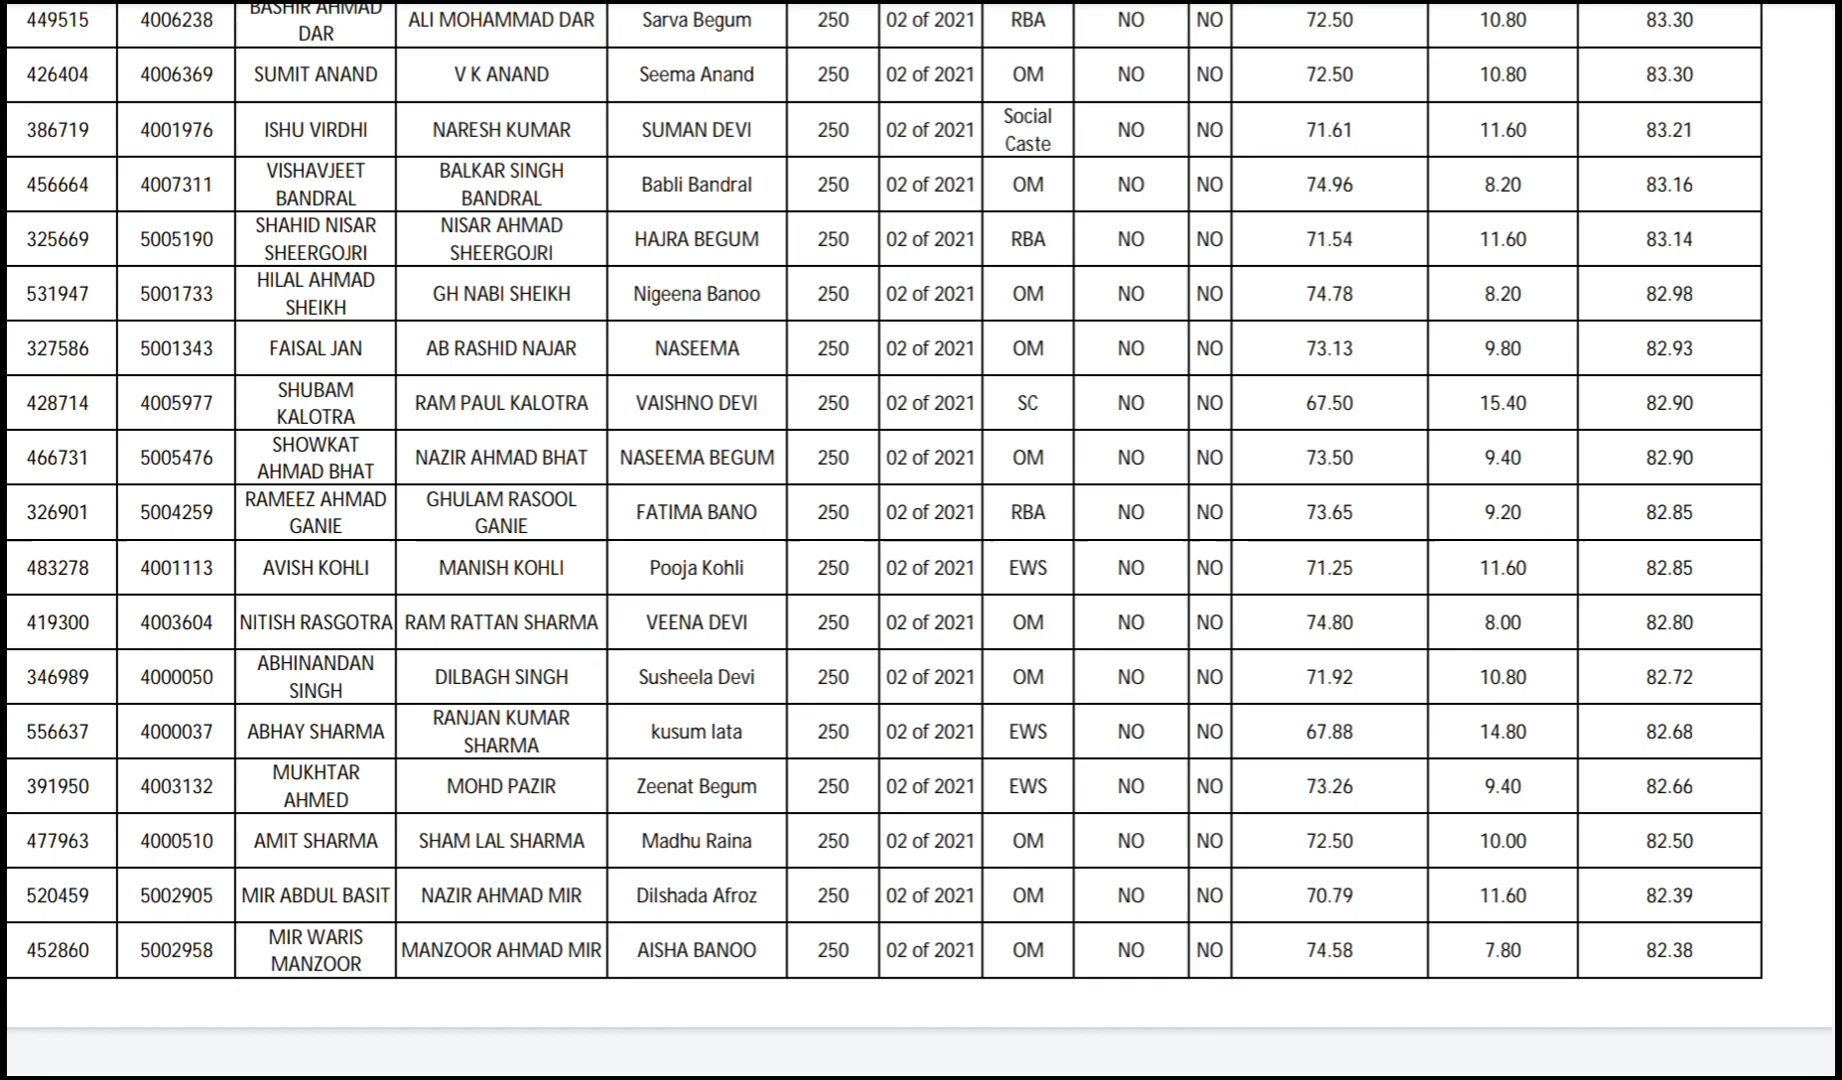 449515 4006238 BASHIR AHMAD DAR ALI MOHAMMAD DAR Sarva Begum 250 02 of 2021 RBA NO NO 72.50 10.80 83.30
426404 4006369 SUMIT ANAND V K ANAND Seema Anand 250 02 of 2021 OM NO NO 72.50 10.80 83.30
386719 4001976 ISHU VIRDHI NARESH KUMAR SUMAN DEVI 250 02 of 2021 Social Caste NO NO 71.61 11.60 83.21
456664 4007311 VISHAVJEET BANDRAL BALKAR SINGH BANDRAL Babli Bandral 250 02 of 2021 OM NO NO 74.96 8.20 83.16
325669 5005190 SHAHID NISAR SHEERGOJRI NISAR AHMAD SHEERGOJRI HAJRA BEGUM 250 02 of 2021 RBA NO NO 71.54 11.60 83.14
531947 5001733 HILAL AHMAD SHEIKH GH NABI SHEIKH Nigeena Banoo 250 02 of 2021 OM NO NO 74.78 8.20 82.98
327586 5001343 FAISAL JAN AB RASHID NAJAR NASEEMA 250 02 of 2021 OM NO NO 73.13 9.80 82.93
428714 4005977 SHUBAM KALOTRA RAM PAUL KALOTRA VAISHNO DEVI 250 02 of 2021 SC NO NO 67.50 15.40 82.90
466731 5005476 SHOWKAT AHMAD BHAT NAZIR AHMAD BHAT NASEEMA BEGUM 250 02 of 2021 OM NO NO 73.50 9.40 82.90
326901 5004259 RAMEEZ AHMAD GANIE GHULAM RASOOL GANIE FATIMA BANO 250 02 of 2021 RBA NO NO 73.65 9.20 82.85
483278 4001113 AVISH KOHLI MANISH KOHLI Pooja Kohli 250 02 of 2021 EWS NO NO 71.25 11.60 82.85
419300 4003604 NITISH RASGOTRA RAM RATTAN SHARMA VEENA DEVI 250 02 of 2021 OM NO NO 74.80 8.00 82.80
346989 4000050 ABHINANDAN SINGH DILBAGH SINGH Susheela Devi 250 02 of 2021 OM NO NO 71.92 10.80 82.72
556637 4000037 ABHAY SHARMA RANJAN KUMAR SHARMA kusum lata 250 02 of 2021 EWS NO NO 67.88 14.80 82.68
391950 4003132 MUKHTAR AHMED MOHD PAZIR Zeenat Begum 250 02 of 2021 EWS NO NO 73.26 9.40 82.66
477963 4000510 AMIT SHARMA SHAM LAL SHARMA Madhu Raina 250 02 of 2021 OM NO NO 72.50 10.00 82.50
520459 5002905 MIR ABDUL BASIT NAZIR AHMAD MIR Dilshada Afroz 250 02 of 2021 OM NO NO 70.79 11.60 82.39
452860 5002958 MIR WARIS MANZOOR MANZOOR AHMAD MIR AISHA BANOO 250 02 of 2021 OM NO NO 74.58 7.80 82.38